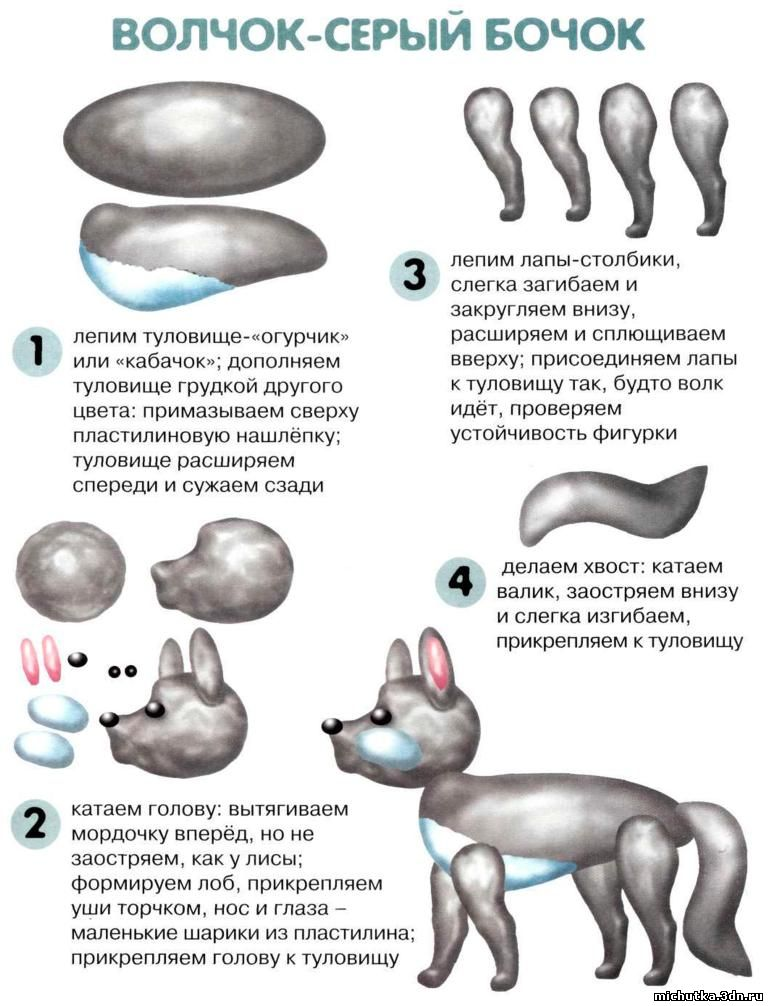 ВОЛЧОК-СЕРЫЙ БОЧОК
1
лепим туловище-«огурчик»
или «кабачок»; дополняем
туловище грудкой другого
цвета: примазываем сверху
пластилиновую нашлёпку;
туловище расширяем
спереди и сужаем сзади
2
катаем голову: вытягиваем
мордочку вперёд, но не
заостряем, как у лисы;
формируем лоб, прикрепляем
уши торчком, нос и глаза –
маленькие шарики из пластилина;
прикрепляем голову к туловищу
3
лепим лапы-столбики,
слегка загибаем и
закругляем внизу,
расширяем и сплющиваем
вверху; присоединяем лапы
к туловищу так, будто волк
идёт, проверяем
устойчивость фигурки
4
делаем хвост: катаем
валик, заостряем внизу
и слегка изгибаем,
прикрепляем к туловищу
michutka.3dn.ru